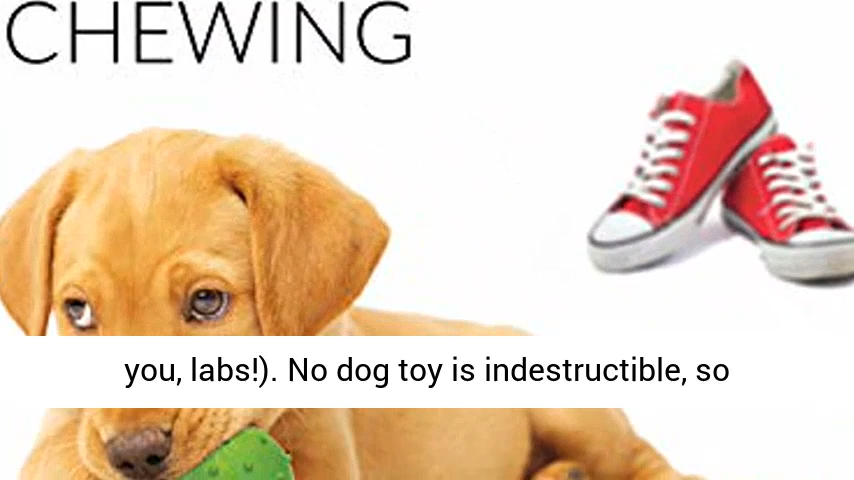 CHEWING
you, labs!). No dog toy is indestructible, so